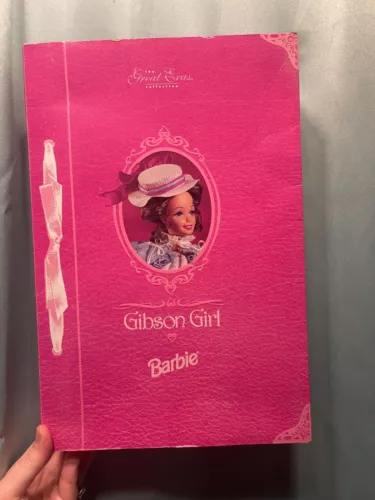 the
Great Eras
collection
Gibson Girl
Barbie